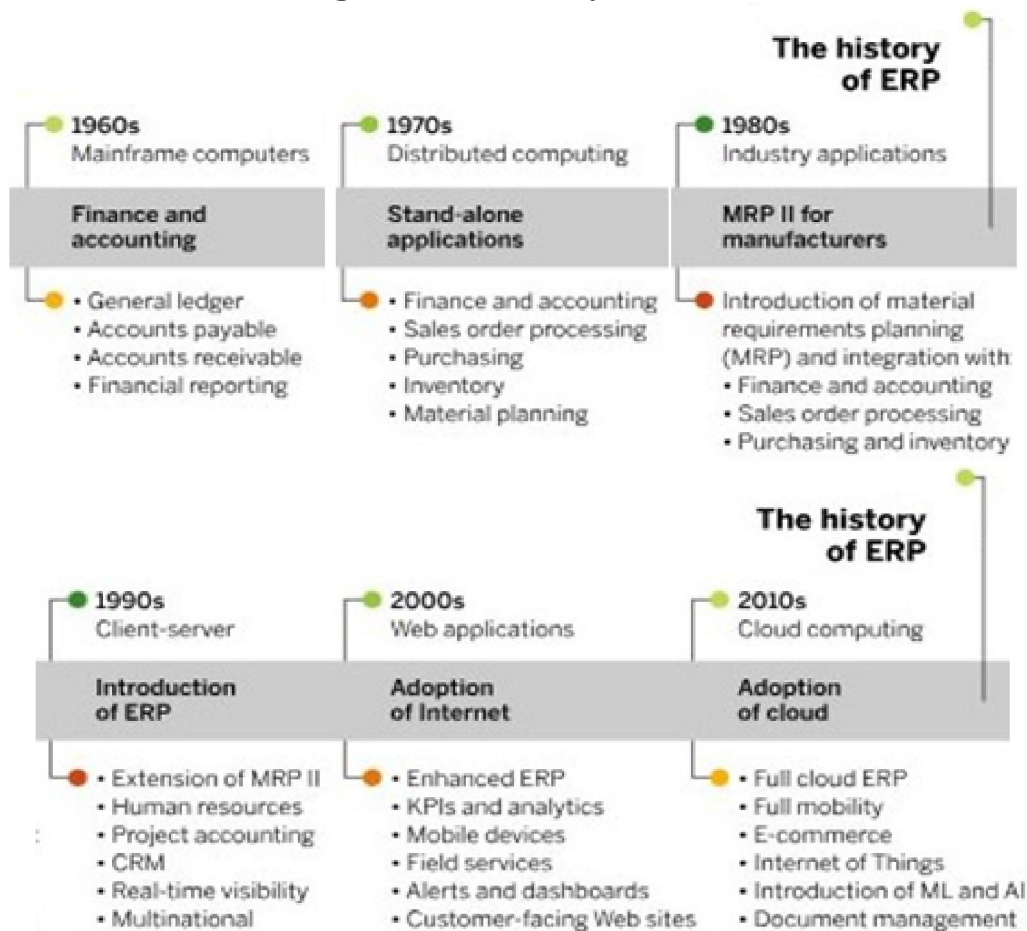 The history
of ERP
1960s
Mainframe computers
Finance and
accounting
• General ledger
• Accounts payable
• Accounts receivable
• Financial reporting
1970s
Distributed computing
Stand-alone
applications
• Finance and accounting
• Sales order processing
• Purchasing
• Inventory
• Material planning
1980s
Industry applications
MRP II for
manufacturers
Introduction of material
requirements planning
(MRP) and integration with:
• Finance and accounting
• Sales order processing
• Purchasing and inventory
The history
of ERP
1990s
Client-server
Introduction
of ERP
• Extension of MRP II
• Human resources
• Project accounting
• CRM
• Real-time visibility
• Multinational
2000s
Web applications
Adoption
of Internet
• Enhanced ERP
• KPIs and analytics
• Mobile devices
• Field services
• Alerts and dashboards
• Customer-facing Web sites
2010s
Cloud computing
Adoption
of cloud
• Full cloud ERP
• Full mobility
• E-commerce
• Internet of Things
• Introduction of ML and AI
• Document management